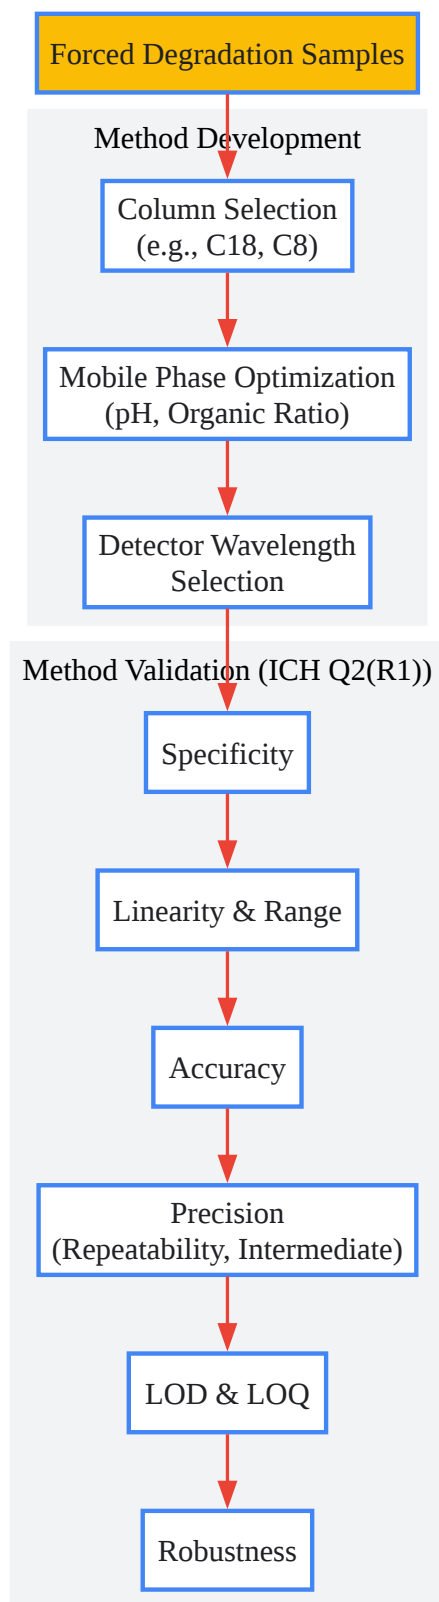 Forced Degradation Samples
Method Development
Column Selection
(e.g., C18, C8)
Mobile Phase Optimization
(pH, Organic Ratio)
Detector Wavelength
Selection
Method Validation (ICH Q2(R1))
Specificity
Linearity & Range
Accuracy
Precision
(Repeatability, Intermediate)
LOD & LOQ
Robustness